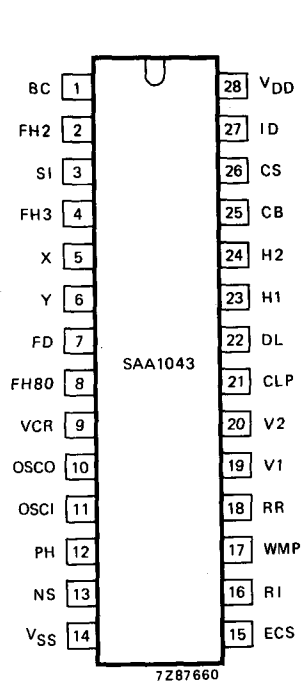 BC 1 28 VDD
FH2 2 27 ID
SI 3 26 CS
FH3 4 25 CB
X 5 24 H2
Y 6 23 H1
FD 7 22 DL
SAA1043
FH80 8 21 CLP
VCR 9 20 V2
OSCO 10 19 V1
OSCI 11 18 RR
PH 12 17 WMP
NS 13 16 RI
VSS 14 15 ECS
7Z87660